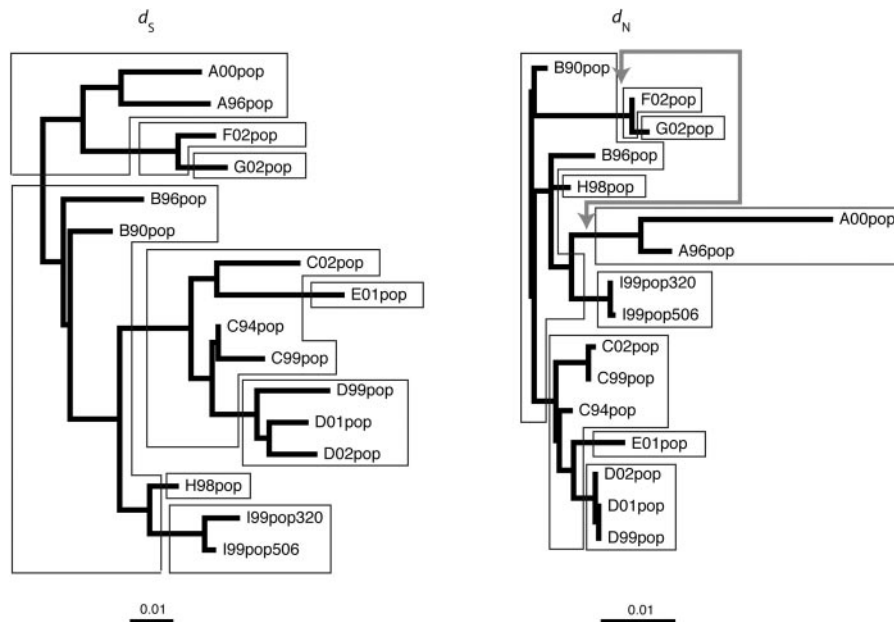 dS
A00pop
A96pop
F02pop
G02pop
B96pop
B90pop
C02pop
E01pop
C94pop
C99pop
D99pop
D01pop
D02pop
H98pop
I99pop320
I99pop506
0.01
dN
B90pop
F02pop
G02pop
B96pop
H98pop
A00pop
A96pop
I99pop320
I99pop506
C02pop
C99pop
C94pop
E01pop
D02pop
D01pop
D99pop
0.01